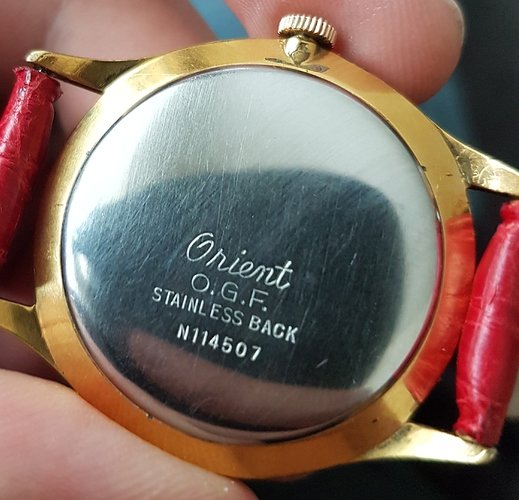 Orient
O.G.F.
STAINLESS BACK
N114507